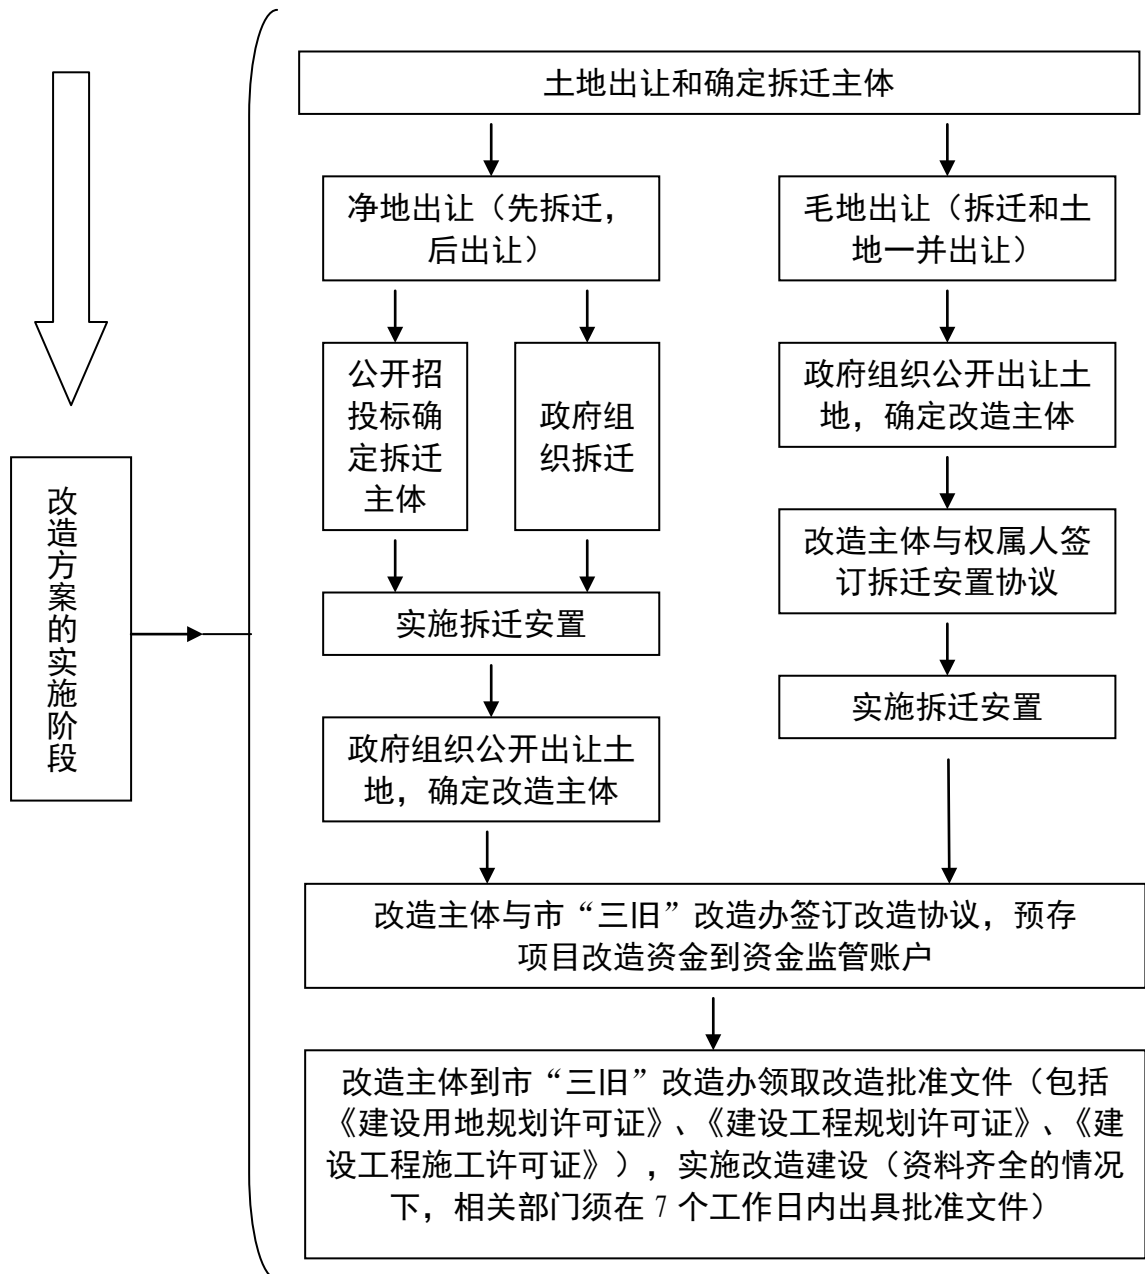 土地出让和确定拆迁主体
净地出让（先拆迁，
后出让）
毛地出让（拆迁和土
地一并出让）
公开招
投标确
定拆迁
主体
政府组
织拆迁
政府组织公开出让土
地，确定改造主体
改造主体与权属人签
订拆迁安置协议
实施拆迁安置
实施拆迁安置
政府组织公开出让土
地，确定改造主体
改造方案的实施阶段
改造主体与市“三旧”改造办签订改造协议，预存
项目改造资金到资金监管账户
改造主体到市“三旧”改造办领取改造批准文件（包括
《建设用地规划许可证》、《建设工程规划许可证》、《建
设工程施工许可证》），实施改造建设（资料齐全的情况
下，相关部门须在 7 个工作日内出具批准文件）